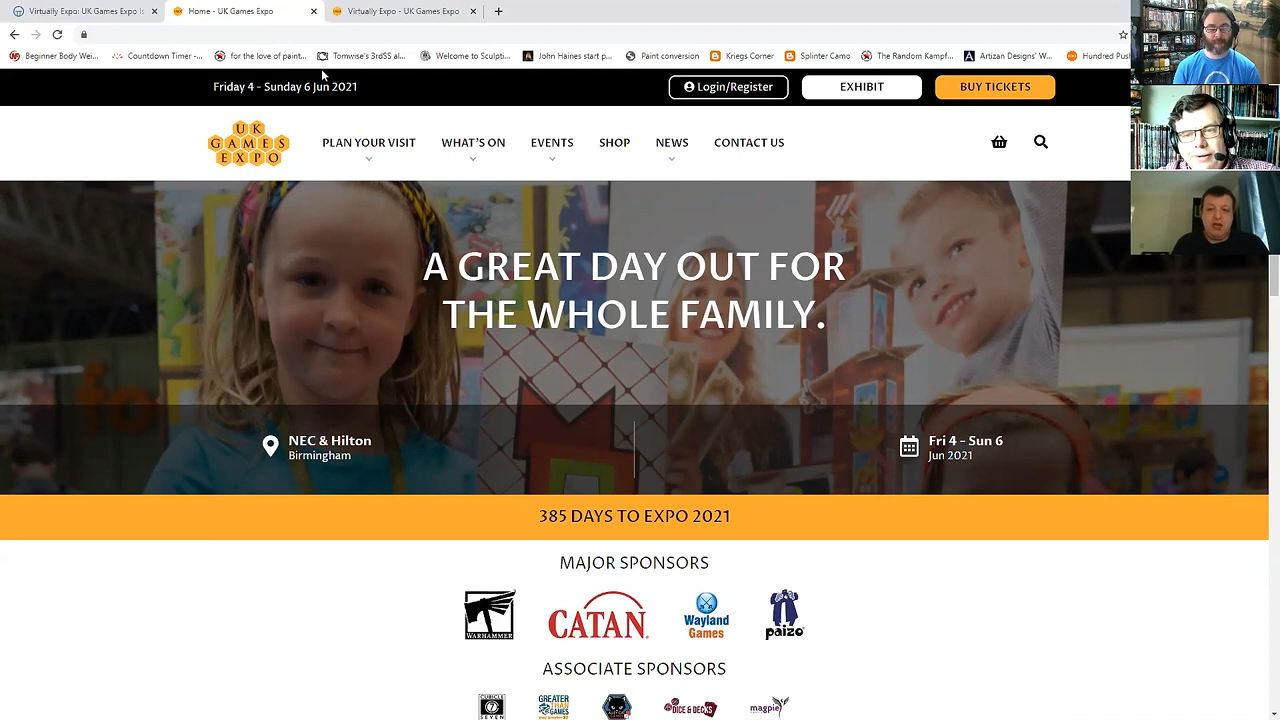 Virtually Expo: UK Games Expo Is
Home - UK Games Expo
Virtually Expo - UK Games Expo
Beginner Body Wei...
Countdown Timer -...
for the love of paint...
Tomwise's 3rdSS al...
Welcome to Sculpti...
John Haines start p...
Paint conversion
Kriegs Corner
Splinter Camo
The Random Kampf...
Artizan Designs' W...
Hundred Push
Friday 4 - Sunday 6 Jun 2021
Login/Register
EXHIBIT
BUY TICKETS
UK
GAMES
EXPO
PLAN YOUR VISIT
WHAT'S ON
EVENTS
SHOP
NEWS
CONTACT US
A GREAT DAY OUT FOR
THE WHOLE FAMILY.
NEC & Hilton
Birmingham
Fri 4 - Sun 6
Jun 2021
385 DAYS TO EXPO 2021
MAJOR SPONSORS
WARHAMMER
CATAN
Wayland
Games
paizo
ASSOCIATE SPONSORS
CUBICLE
7
SEVEN
GREATER
THAN
GAMES
DICE & DECKS
magpie